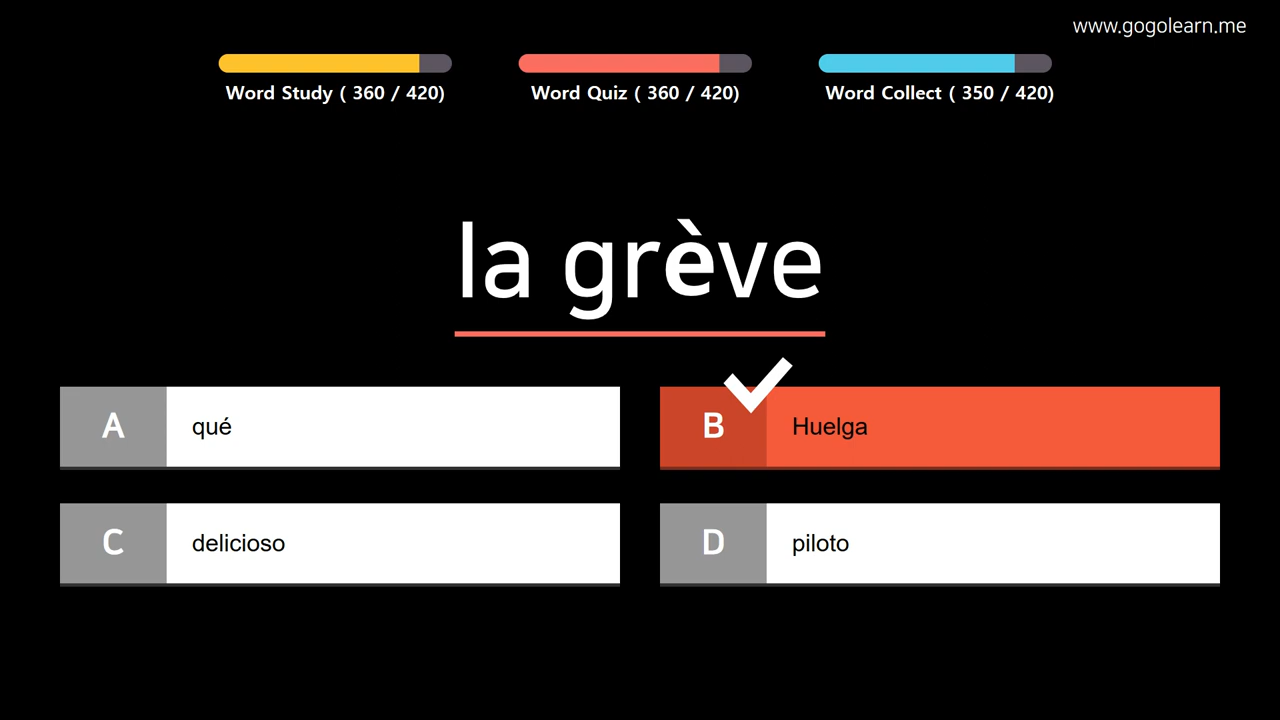 www.gogolearn.me
Word Study ( 360 / 420)
Word Quiz ( 360 / 420)
Word Collect ( 350 / 420)
la grève
A qué
B Huelga
C delicioso
D piloto